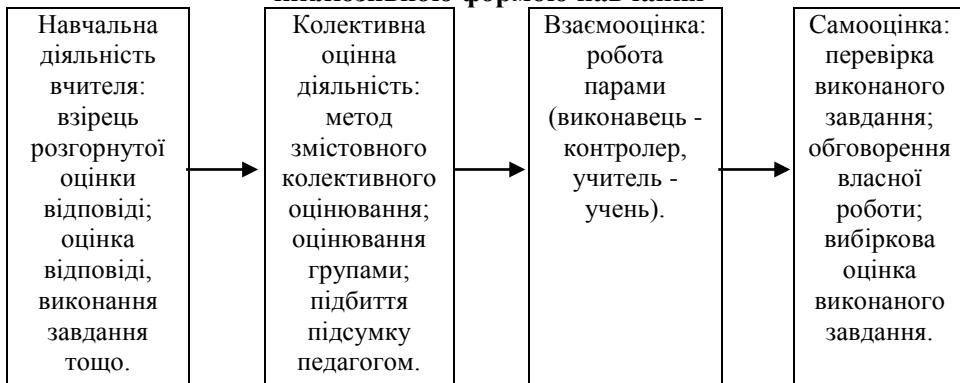 Навчальна
діяльність
вчителя:
взірець
розгорнутої
оцінки
відповіді;
оцінка
відповіді,
виконання
завдання
тощо.
Колективна
оцінна
діяльність:
метод
змістовного
колективного
оцінювання;
оцінювання
групами;
підбиття
підсумку
педагогом.
Взаємооцінка:
робота
парами
(виконавець -
контролер,
учитель -
учень).
Самооцінка:
перевірка
виконаного
завдання;
обговорення
власної
роботи;
вибіркова
оцінка
виконаного
завдання.